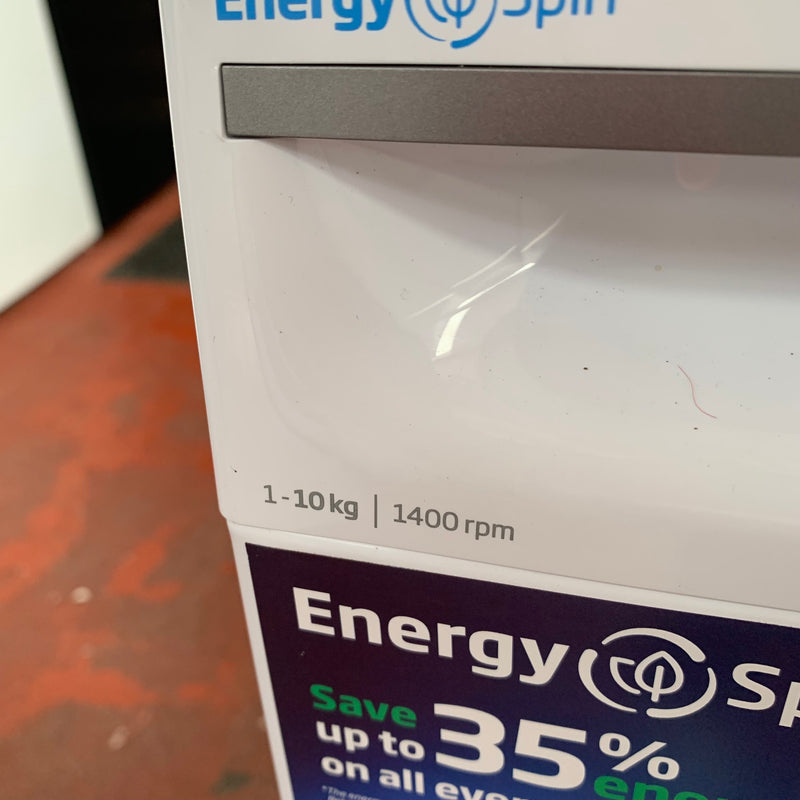 Energy Spin
1-10 kg | 1400 rpm
Energy
Save
up to 35%
on all